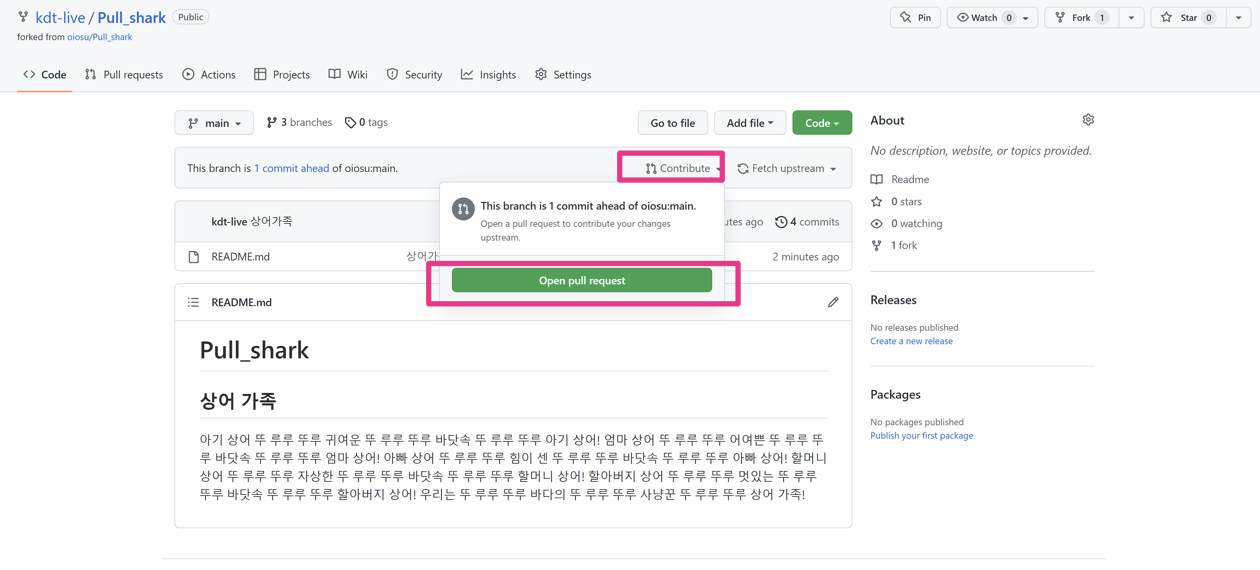 kdt-live / Pull_shark Public
Pin Watch 0 Fork 1 Star 0
forked from oiosu/Pull_shark
Code Pull requests Actions Projects Wiki Security Insights Settings
main 3 branches 0 tags Go to file Add file Code
This branch is 1 commit ahead of oiosu:main. Contribute Fetch upstream
This branch is 1 commit ahead of oiosu:main.
Open a pull request to contribute your changes
upstream.
Open pull request
kdt-live 상어가족 utes ago 4 commits
README.md 상어가 2 minutes ago
README.md
Pull_shark
상어 가족
아기 상어 뚜 루루 뚜루 귀여운 뚜 루루 뚜루 바닷속 뚜 루루 뚜루 아기 상어! 엄마 상어 뚜 루루 뚜루 어여쁜 뚜 루루 뚜
루 바닷속 뚜 루루 뚜루 엄마 상어! 아빠 상어 뚜 루루 뚜루 힘이 센 뚜 루루 뚜루 바닷속 뚜 루루 뚜루 아빠 상어! 할머니
상어 뚜 루루 뚜루 자상한 뚜 루루 뚜루 바닷속 뚜 루루 뚜루 할머니 상어! 할아버지 상어 뚜 루루 뚜루 멋있는 뚜 루루
뚜루 바닷속 뚜 루루 뚜루 할아버지 상어! 우리는 뚜 루루 뚜루 바다의 뚜 루루 뚜루 사냥꾼 뚜 루루 뚜루 상어 가족!
About
No description, website, or topics provided.
Readme
0 stars
0 watching
1 fork
Releases
No releases published
Create a new release
Packages
No packages published
Publish your first package